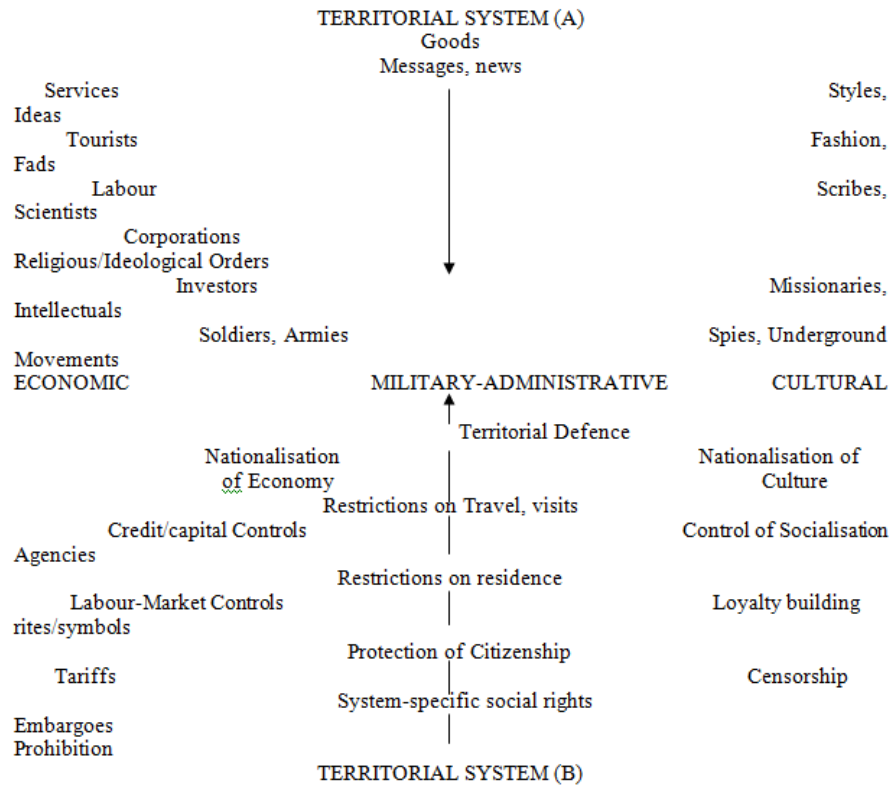 TERRITORIAL SYSTEM (A)
Goods
Messages, news
Services Styles,
Ideas
Tourists Fashion,
Fads
Labour Scribes,
Scientists
Corporations
Religious/Ideological Orders
Investors Missionaries,
Intellectuals
Soldiers, Armies Spies, Underground
Movements
ECONOMIC MILITARY-ADMINISTRATIVE CULTURAL
Territorial Defence
Nationalisation Nationalisation of
of Economy Culture
Restrictions on Travel, visits
Credit/capital Controls Control of Socialisation
Agencies
Restrictions on residence
Labour-Market Controls Loyalty building
rites/symbols
Protection of Citizenship
Tariffs Censorship
System-specific social rights
Embargoes
Prohibition
TERRITORIAL SYSTEM (B)